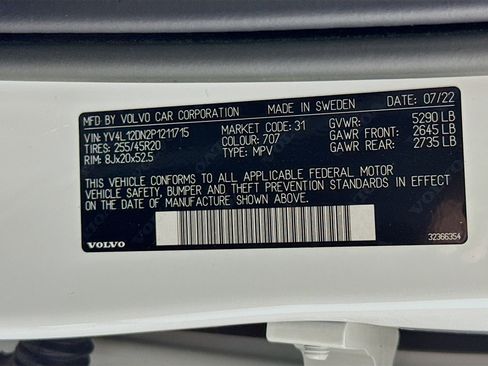 MFD BY VOLVO CAR CORPORATION MADE IN SWEDEN DATE: 07/22
VIN: YV4L12DN2P1211715 MARKET CODE: 31 GVWR: 5290 LB
TIRES: 255/45R20 COLOUR: 707 GAWR FRONT: 2645 LB
RIM: 8Jx20x52.5 TYPE: MPV GAWR REAR: 2735 LB
THIS VEHICLE CONFORMS TO ALL APPLICABLE FEDERAL MOTOR
VEHICLE SAFETY, BUMPER AND THEFT PREVENTION STANDARDS IN EFFECT
ON DATE OF MANUFACTURE SHOWN ABOVE.
VOLVO 32366354